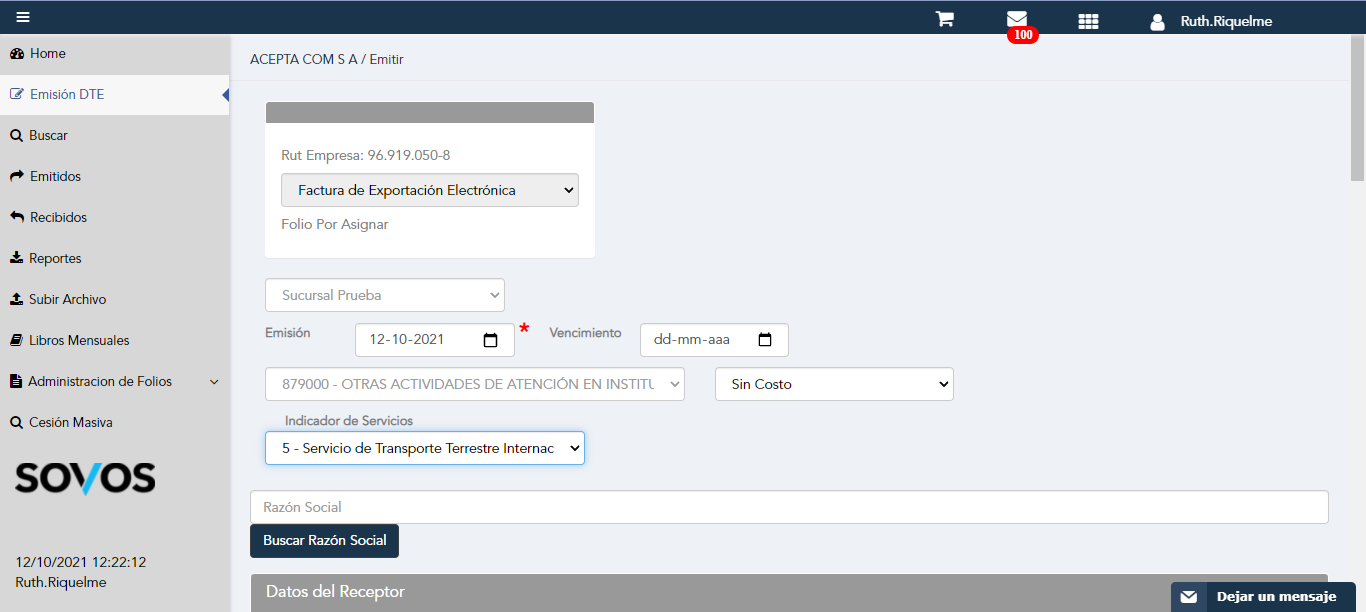 Ruth.Riquelme
100
Home
ACEPTA COM S A / Emitir
Emisión DTE
Buscar
Emitidos
Recibidos
Reportes
Subir Archivo
Libros Mensuales
Administracion de Folios
Cesión Masiva
SOVOS
12/10/2021 12:22:12
Ruth.Riquelme
Rut Empresa: 96.919.050-8
Factura de Exportación Electrónica
Folio Por Asignar
Sucursal Prueba
Emisión 12-10-2021 * Vencimiento dd-mm-aaa
879000 - OTRAS ACTIVIDADES DE ATENCIÓN EN INSTITU Sin Costo
Indicador de Servicios
5 - Servicio de Transporte Terrestre Internac
Razón Social
Buscar Razón Social
Datos del Receptor
Dejar un mensaje